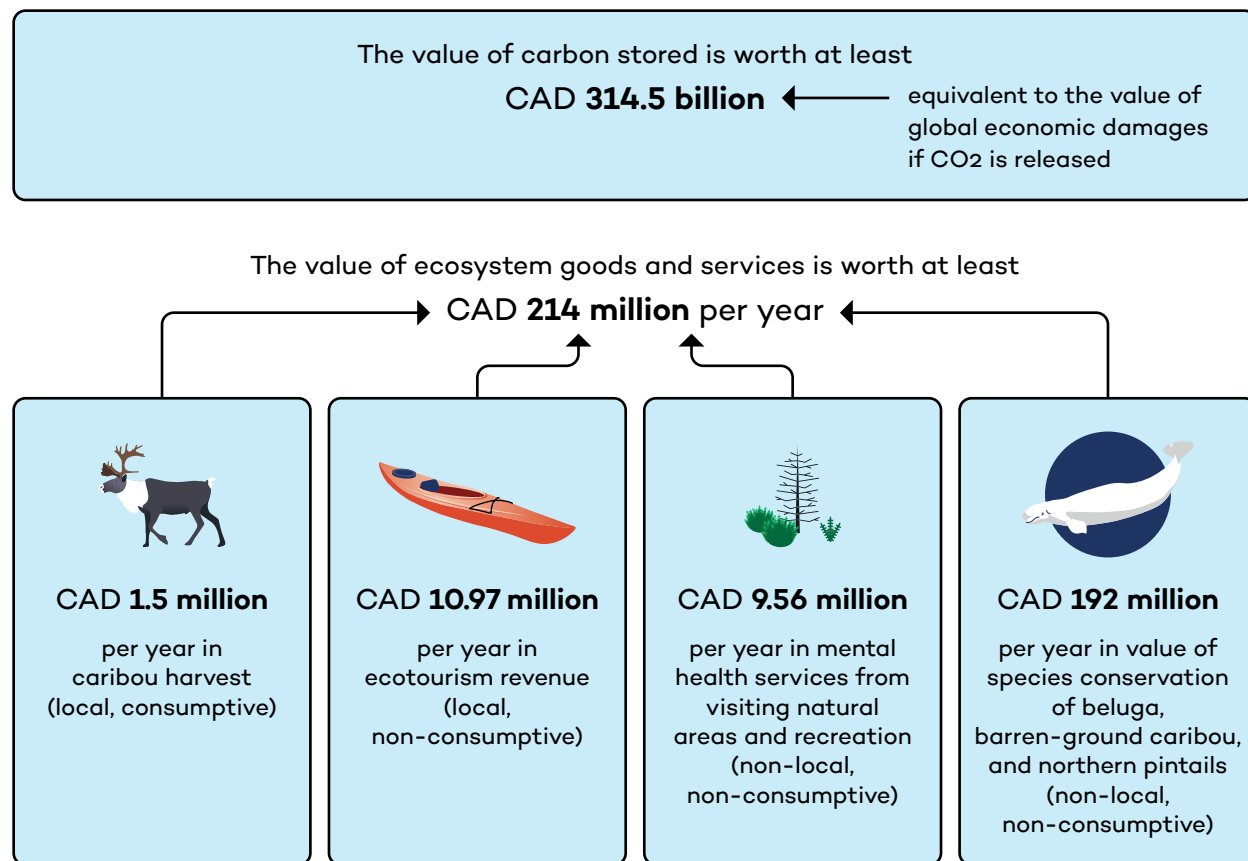 The value of carbon stored is worth at least
CAD 314.5 billion
equivalent to the value of
global economic damages
if CO2 is released
The value of ecosystem goods and services is worth at least
CAD 214 million per year
CAD 1.5 million
per year in
caribou harvest
(local, consumptive)
CAD 10.97 million
per year in
ecotourism revenue
(local,
non-consumptive)
CAD 9.56 million
per year in mental
health services from
visiting natural
areas and recreation
(non-local,
non-consumptive)
CAD 192 million
per year in value of
species conservation
of beluga,
barren-ground caribou,
and northern pintails
(non-local,
non-consumptive)